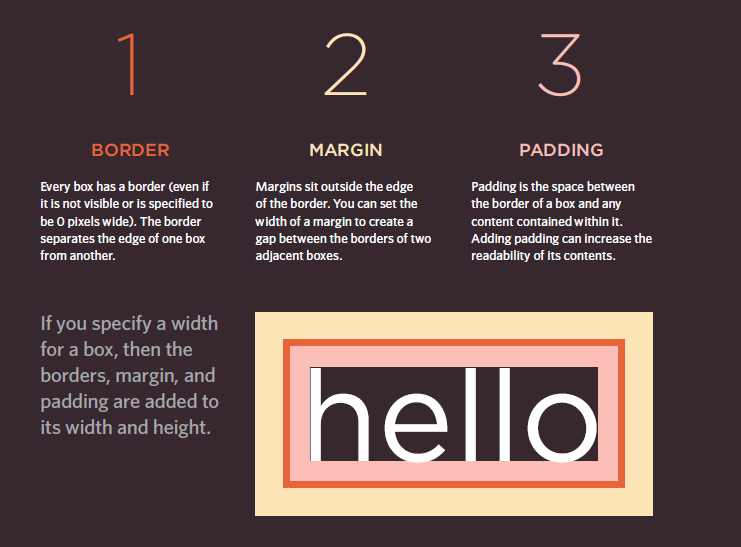 1
BORDER
Every box has a border (even if
it is not visible or is specified to
be 0 pixels wide). The border
separates the edge of one box
from another.
2
MARGIN
Margins sit outside the edge
of the border. You can set the
width of a margin to create a
gap between the borders of two
adjacent boxes.
3
PADDING
Padding is the space between
the border of a box and any
content contained within it.
Adding padding can increase the
readability of its contents.
If you specify a width
for a box, then the
borders, margin, and
padding are added to
its width and height.
hello